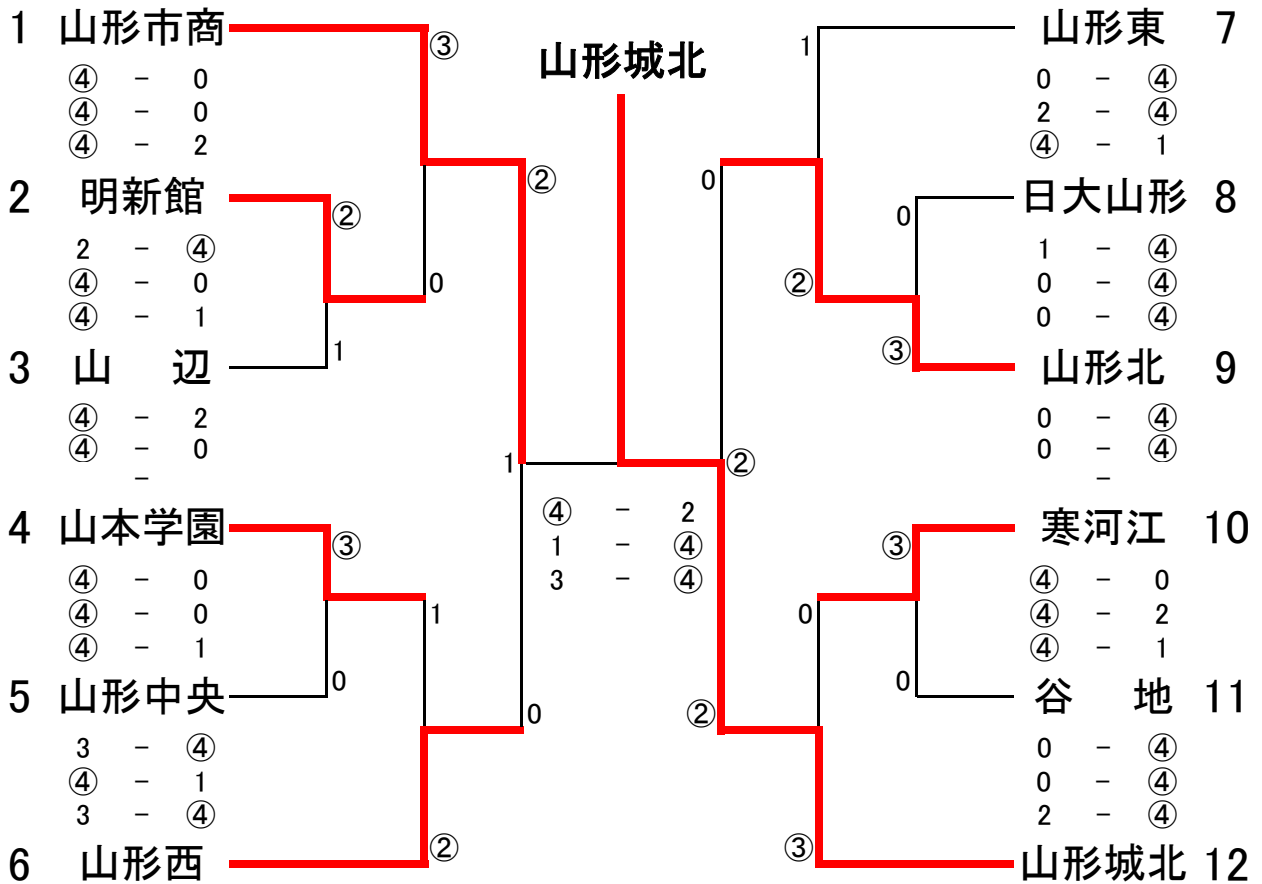 1 山形市商
③
④ - 0
④ - 0
④ - 2
2 明新館
②
2 - ④
④ - 0
④ - 1
0
1
3 山 辺
④ - 2
④ - 0
-
②
4 山本学園
③
④ - 0
④ - 0
④ - 1
1
0
5 山形中央
3 - ④
④ - 1
3 - ④
0
②
6 山形西
山形城北
1
②
④ - 2
1 - ④
3 - ④
1
山形東 7
0 - ④
2 - ④
④ - 1
0
0
日大山形 8
1 - ④
0 - ④
0 - ④
②
③
山形北 9
0 - ④
0 - ④
-
③
寒河江 10
④ - 0
④ - 2
④ - 1
0
0
谷 地 11
0 - ④
0 - ④
2 - ④
②
③
山形城北 12